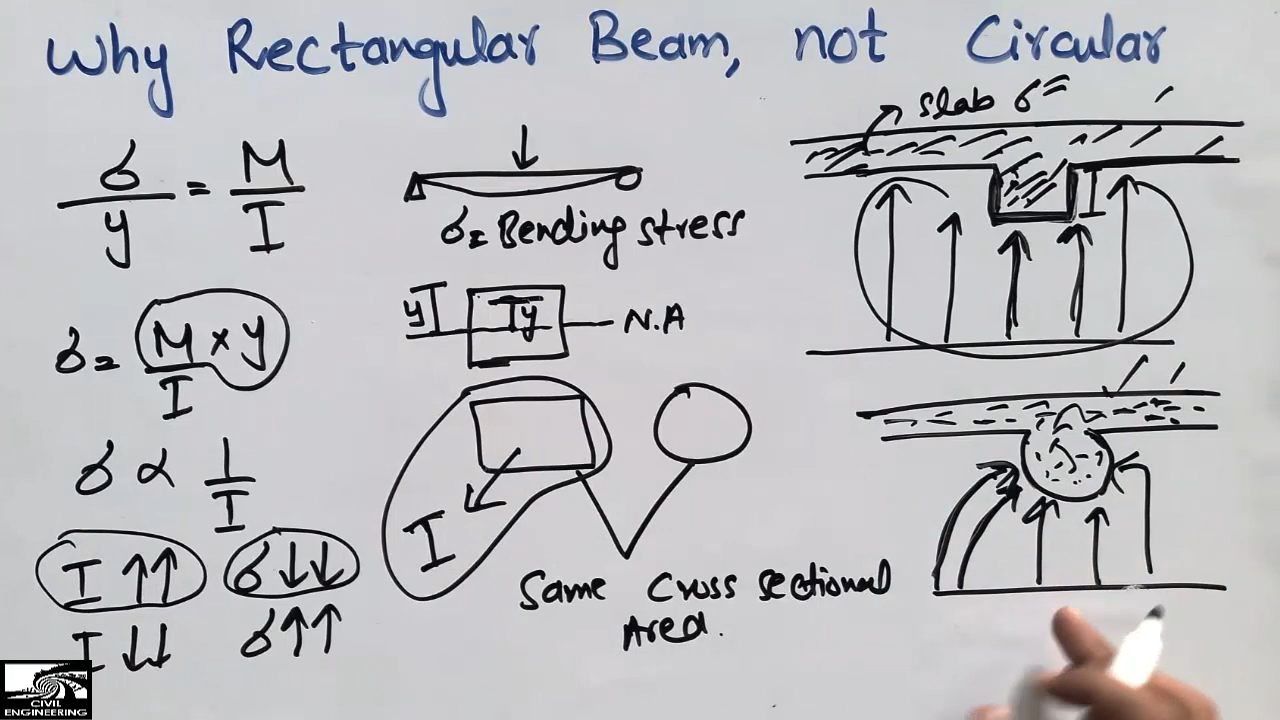 Why Rectangular Beam, not Circular
slab
σ/y = M/I
σ = Bending stress
σ = M/I × y
y y N.A
σ ∝ 1/I
I
I ↑↑ σ ↓↓
I ↓↓ σ ↑↑
Same Cross sectional
Area.
I
CIVIL
ENGINEERING